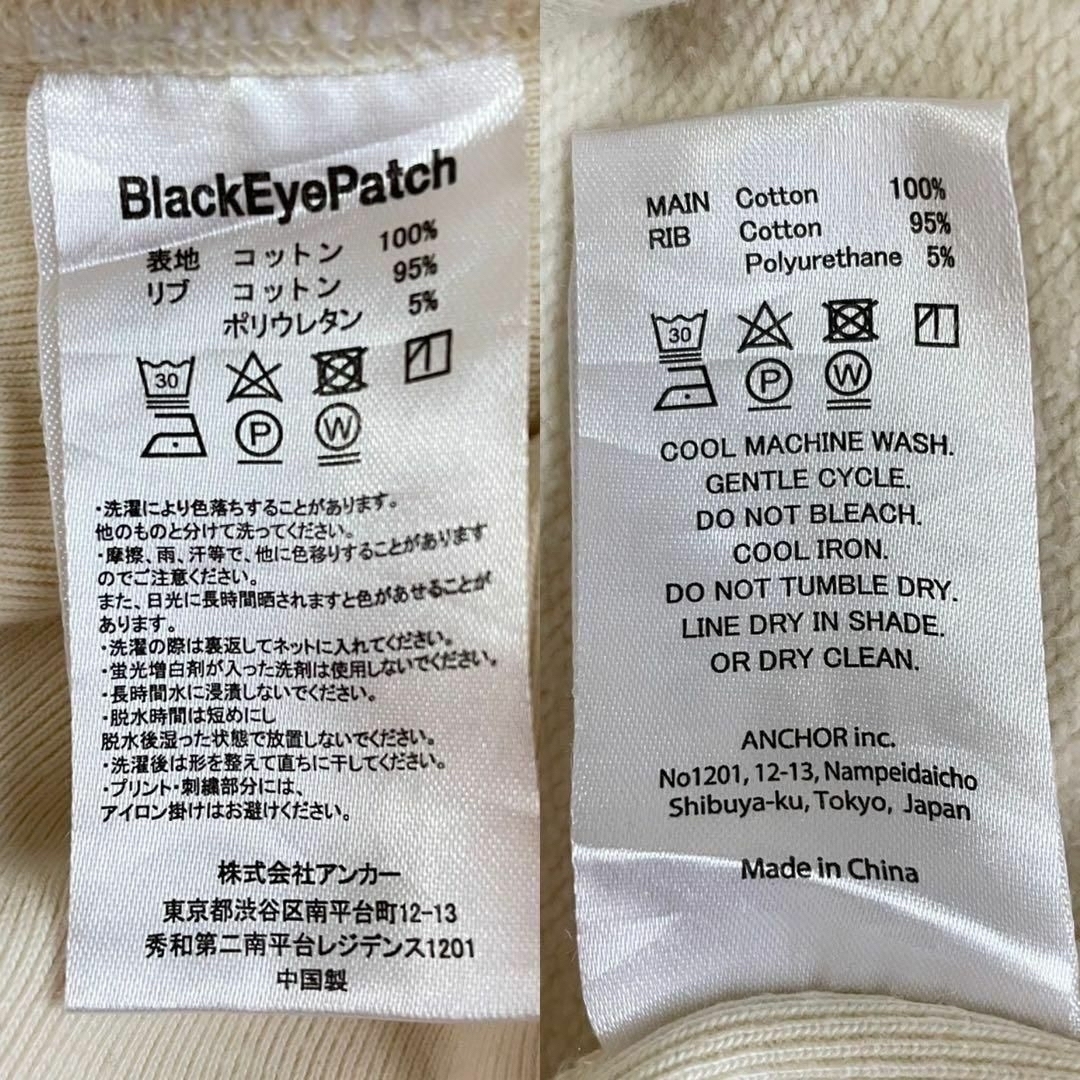 BlackEyePatch
表地 コットン 100%
リブ コットン 95%
ポリウレタン 5%
30
P W
・洗濯により色落ちすることがあります。
他のものと分けて洗ってください。
・摩擦、雨、汗等で、他に色移りすることがあります
のでご注意ください。
また、日光に長時間晒されますと色があせることが
あります。
・洗濯の際は裏返してネットに入れてください。
・蛍光増白剤が入った洗剤は使用しないでください。
・長時間水に浸漬しないでください。
・脱水時間は短めにし
脱水後湿った状態で放置しないでください。
・洗濯後は形を整えて直ちに干してください。
・プリント・刺繍部分には、
アイロン掛けはお避けください。
株式会社アンカー
東京都渋谷区南平台町12-13
秀和第二南平台レジデンス1201
中国製
MAIN Cotton 100%
RIB Cotton 95%
Polyurethane 5%
30
P W
COOL MACHINE WASH.
GENTLE CYCLE.
DO NOT BLEACH.
COOL IRON.
DO NOT TUMBLE DRY.
LINE DRY IN SHADE.
OR DRY CLEAN.
ANCHOR inc.
No1201, 12-13, Nampeidaicho
Shibuya-ku, Tokyo, Japan
Made in China